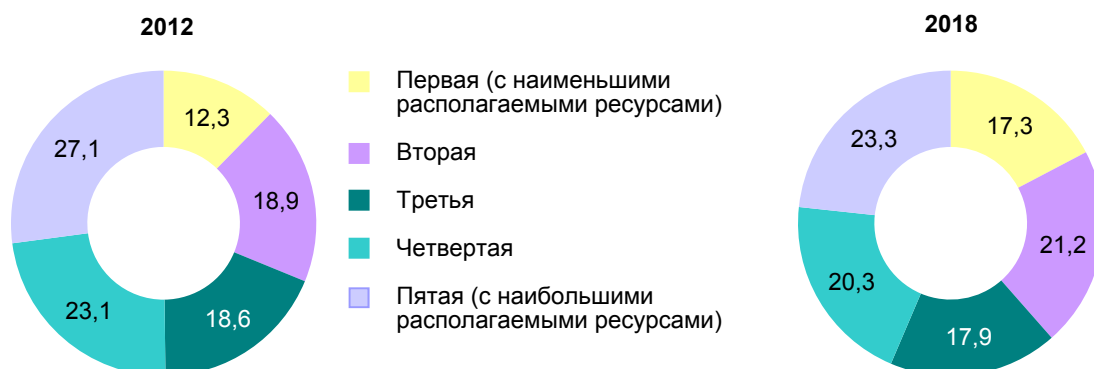 2012
12,3
18,9
18,6
23,1
27,1
Первая (с наименьшими
располагаемыми ресурсами)
Вторая
Третья
Четвертая
Пятая (с наибольшими
располагаемыми ресурсами)
2018
17,3
21,2
17,9
20,3
23,3